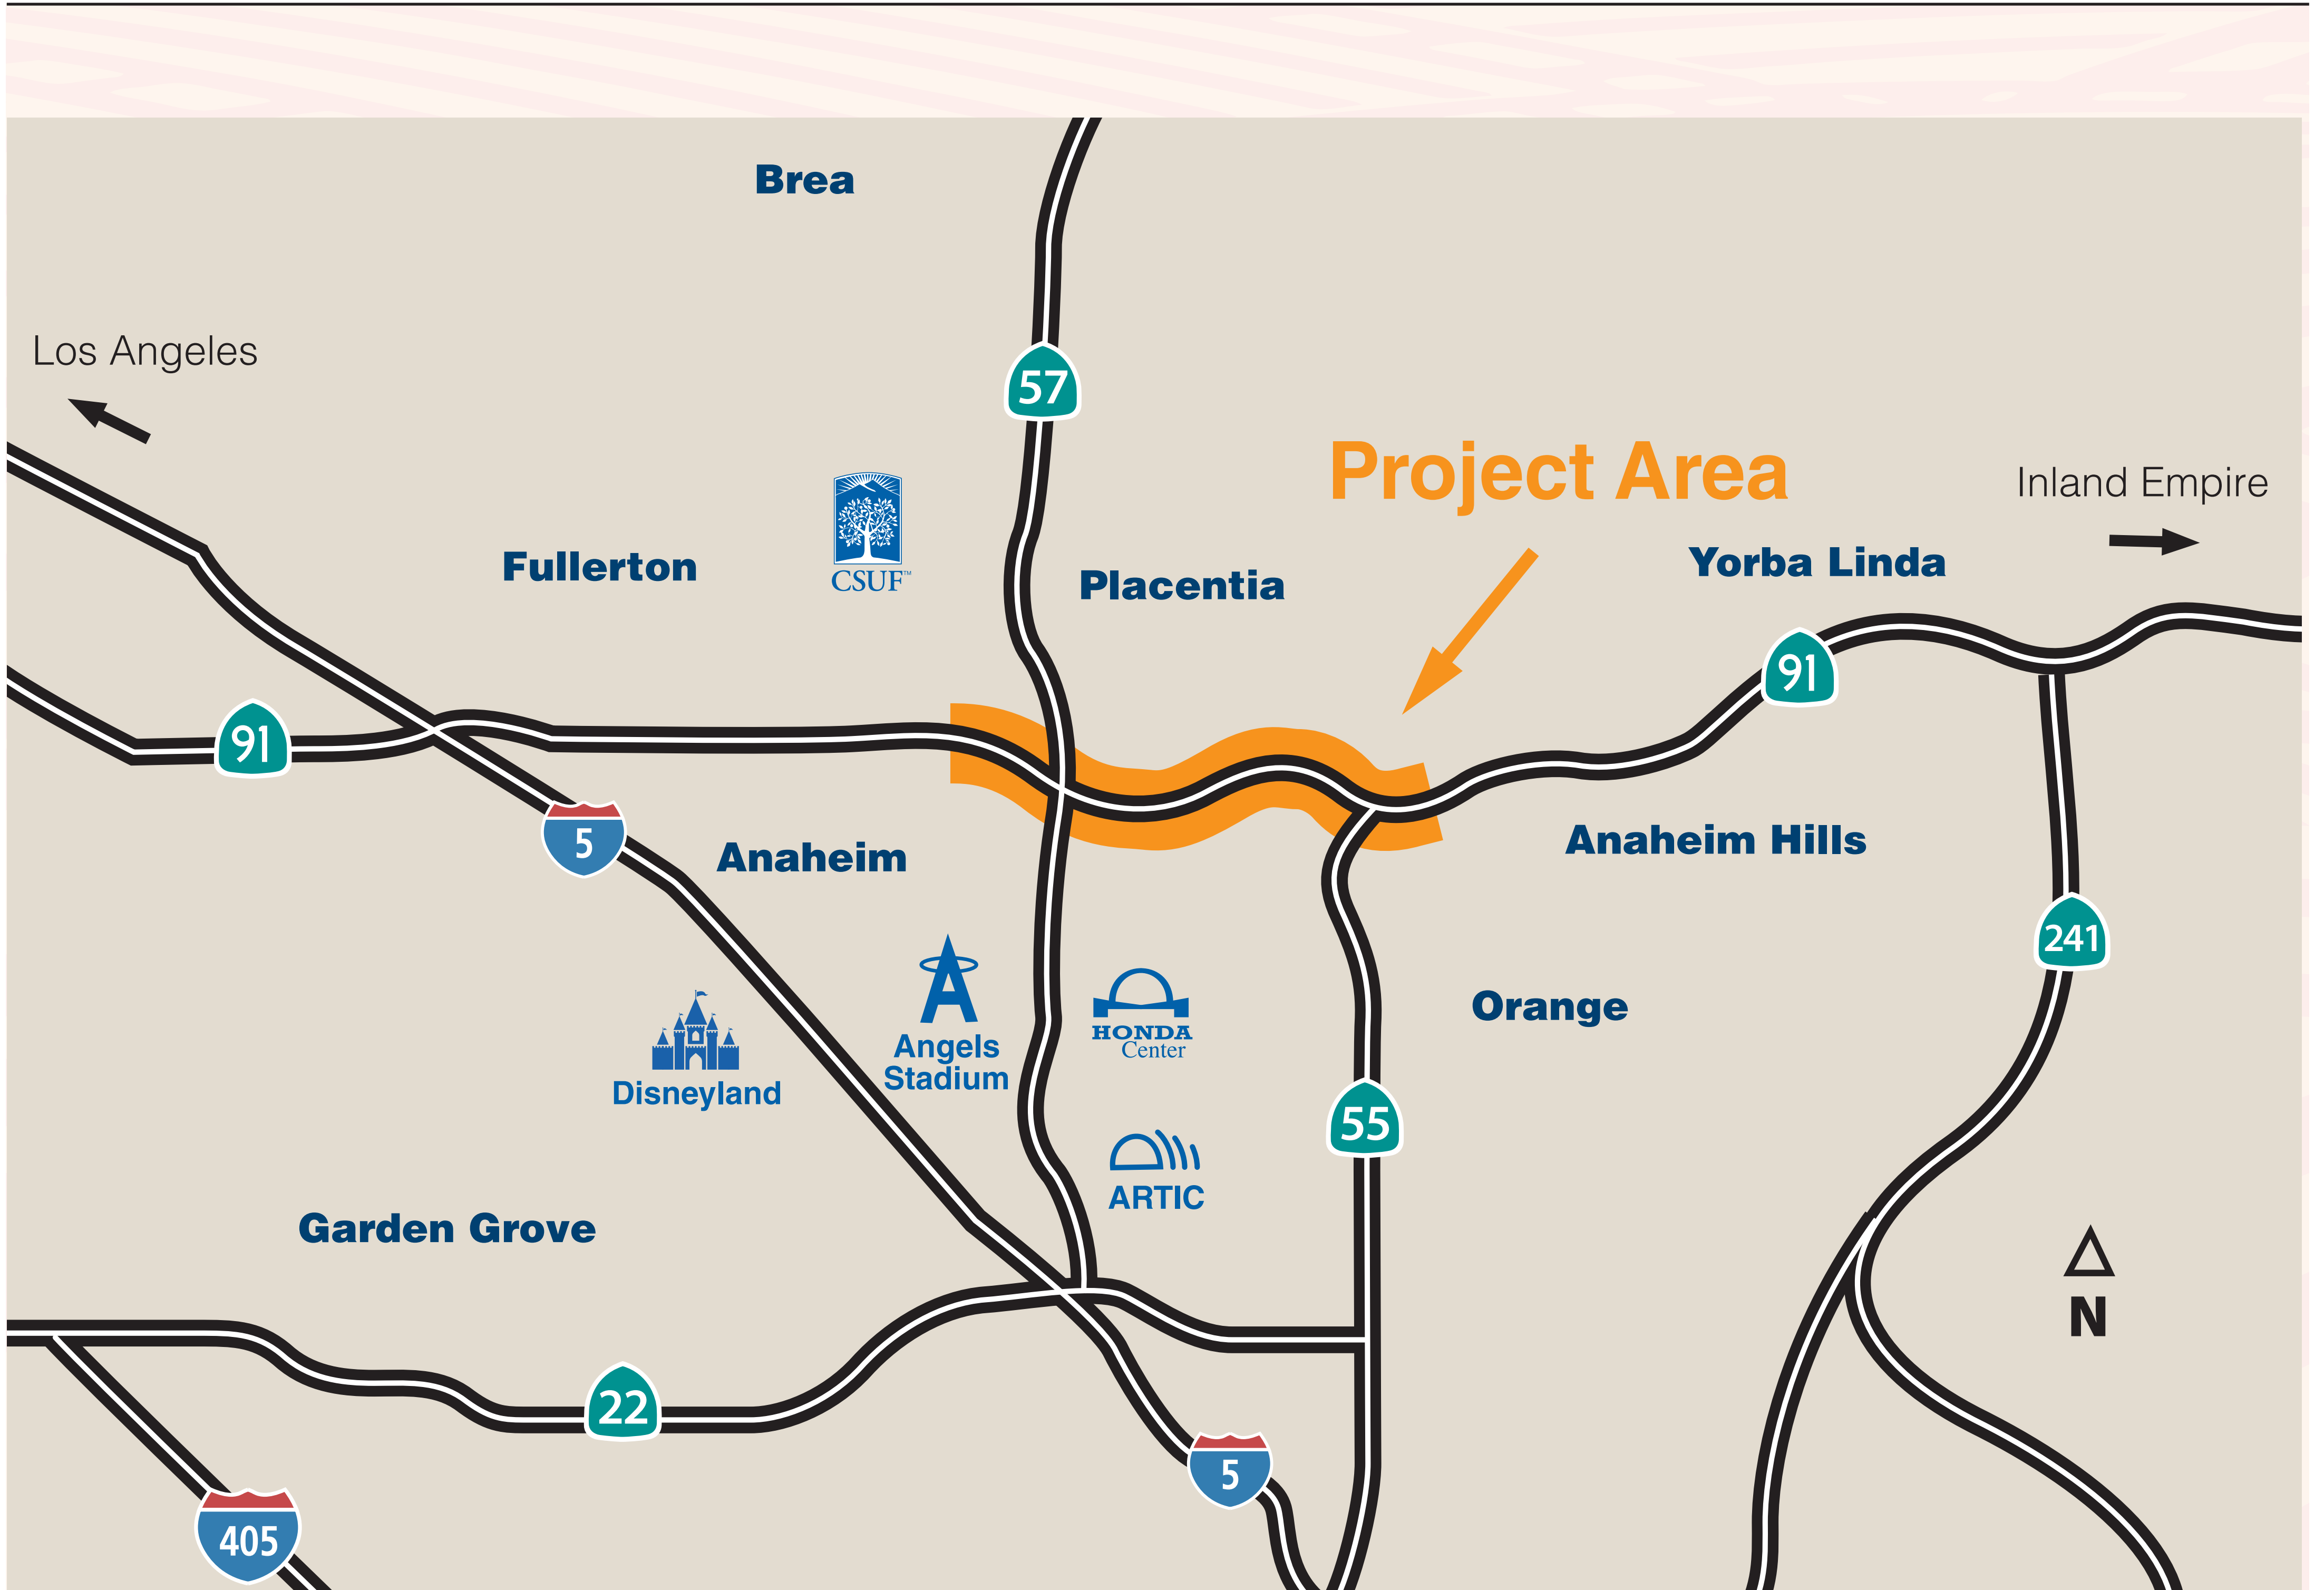 Brea
Los Angeles
57
Project Area
Inland Empire
Fullerton
CSUF™
Placentia
Yorba Linda
91
91
5
Anaheim
Anaheim Hills
241
Angels
Stadium
HONDA
Center
Orange
Disneyland
55
ARTIC
Garden Grove
N
22
5
405